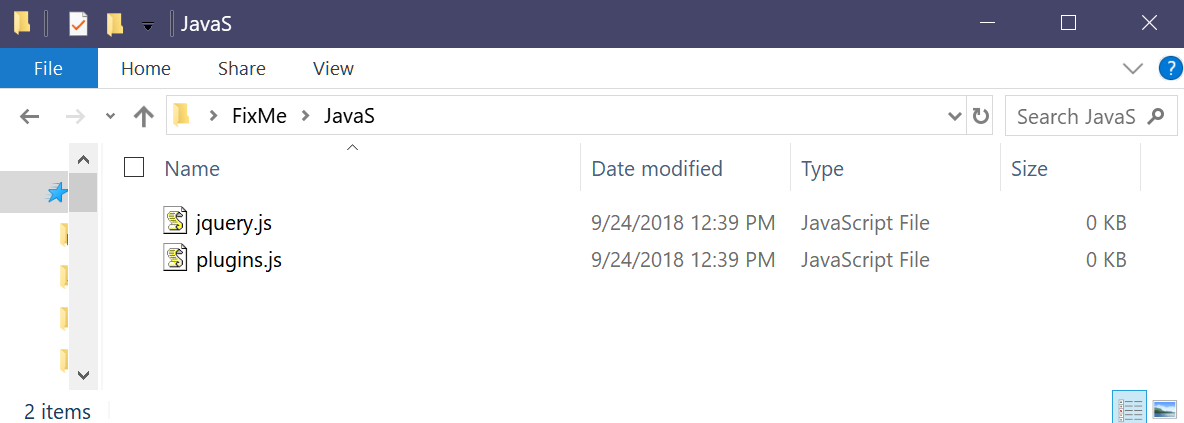 JavaS
File Home Share View ?
FixMe JavaS Search JavaS
Name Date modified Type Size
jquery.js 9/24/2018 12:39 PM JavaScript File 0 KB
plugins.js 9/24/2018 12:39 PM JavaScript File 0 KB
2 items